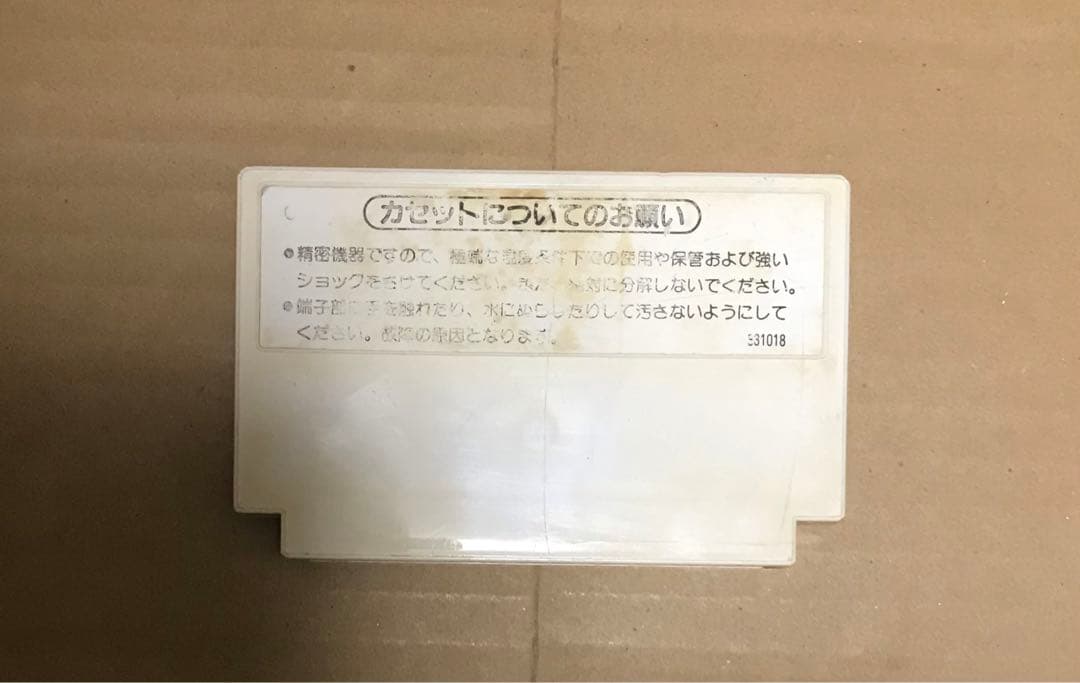 カセットについてのお願い
●精密機器ですので、極端な温度条件下での使用や保管および強い
ショックをさけてください。また、絶対に分解しないでください。
●端子部に手を触れたり、水にぬらしたりして汚さないようにして
ください。故障の原因となります。
831018